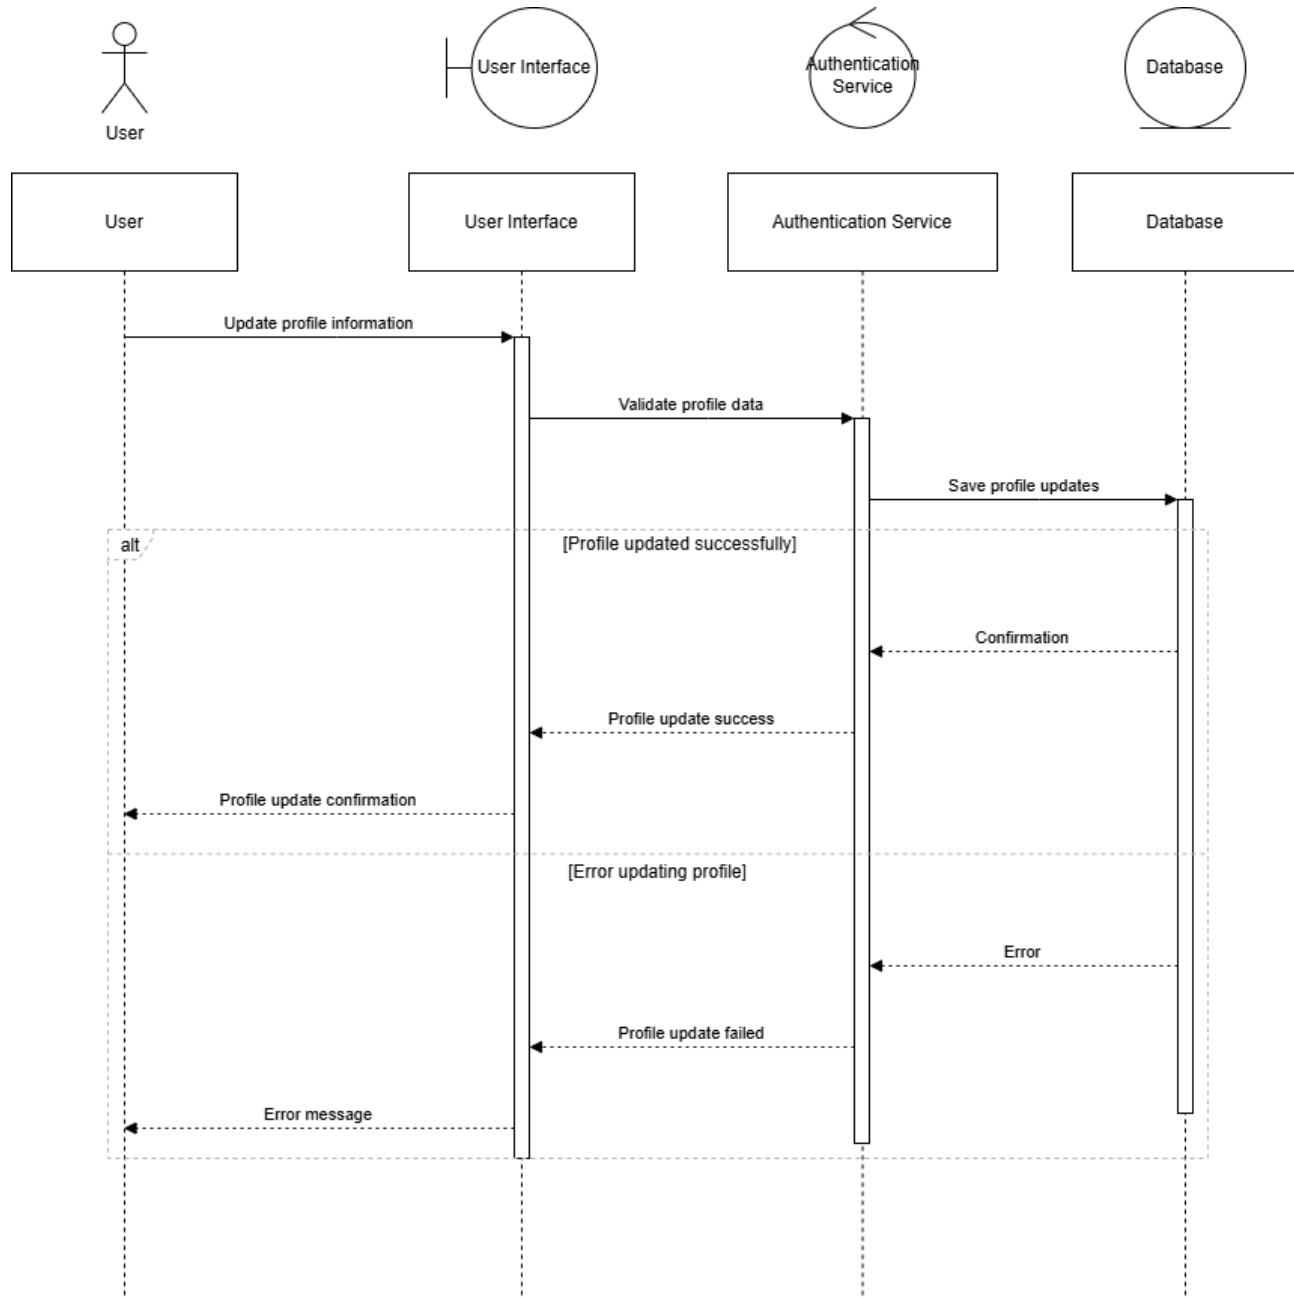 User
User Interface
Authentication
Service
Database
User
User Interface
Authentication Service
Database
Update profile information
Validate profile data
Save profile updates
alt
[Profile updated successfully]
Confirmation
Profile update success
Profile update confirmation
[Error updating profile]
Error
Profile update failed
Error message